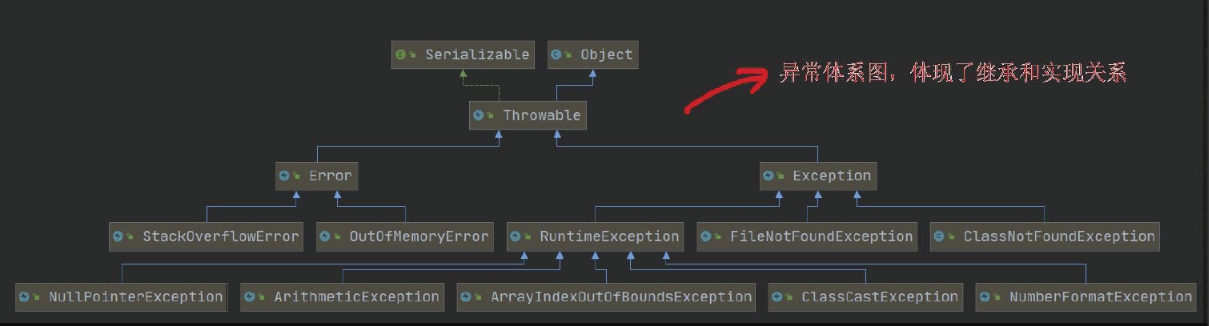 Serializable
Object
异常体系图，体现了继承和实现关系
Throwable
Error
Exception
StackOverflowError
OutOfMemoryError
RuntimeException
FileNotFoundException
ClassNotFoundException
NullPointerException
ArithmeticException
ArrayIndexOutOfBoundsException
ClassCastException
NumberFormatException